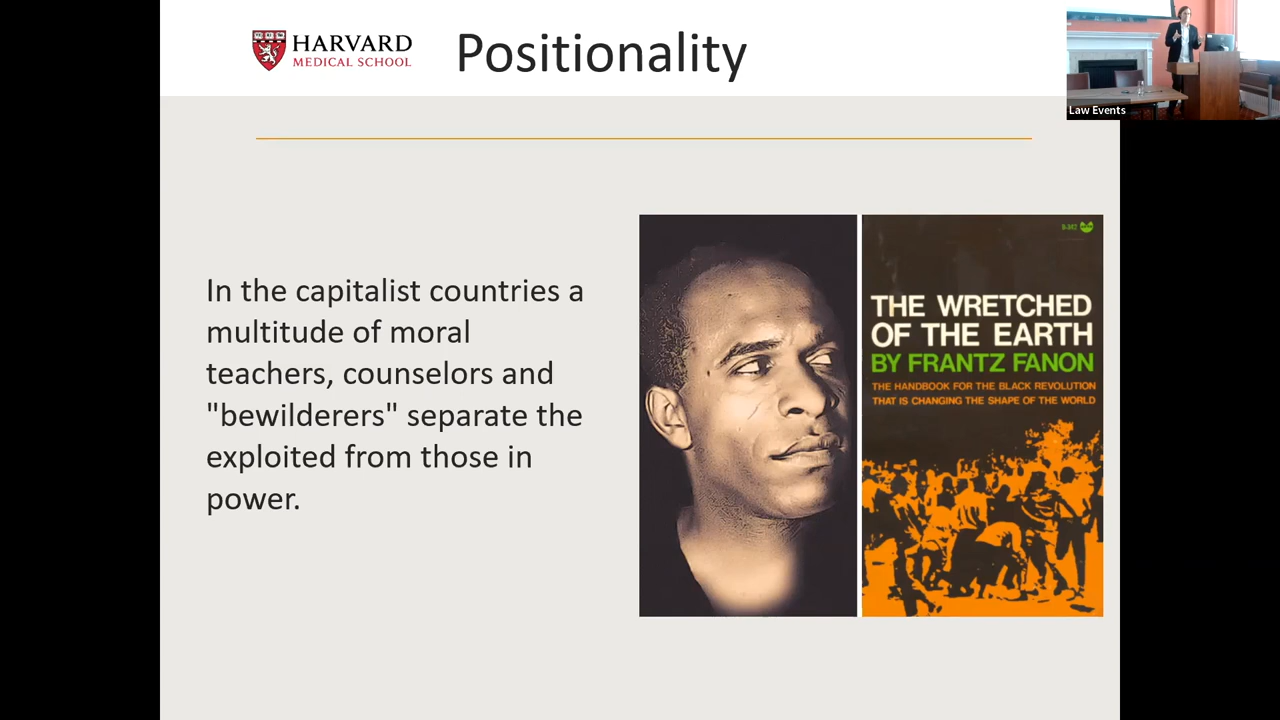 HARVARD
MEDICAL SCHOOL
Positionality
Law Events
In the capitalist countries a
multitude of moral
teachers, counselors and
"bewilderers" separate the
exploited from those in
power.
THE WRETCHED
OF THE EARTH
BY FRANTZ FANON
THE HANDBOOK FOR THE BLACK REVOLUTION
THAT IS CHANGING THE SHAPE OF THE WORLD